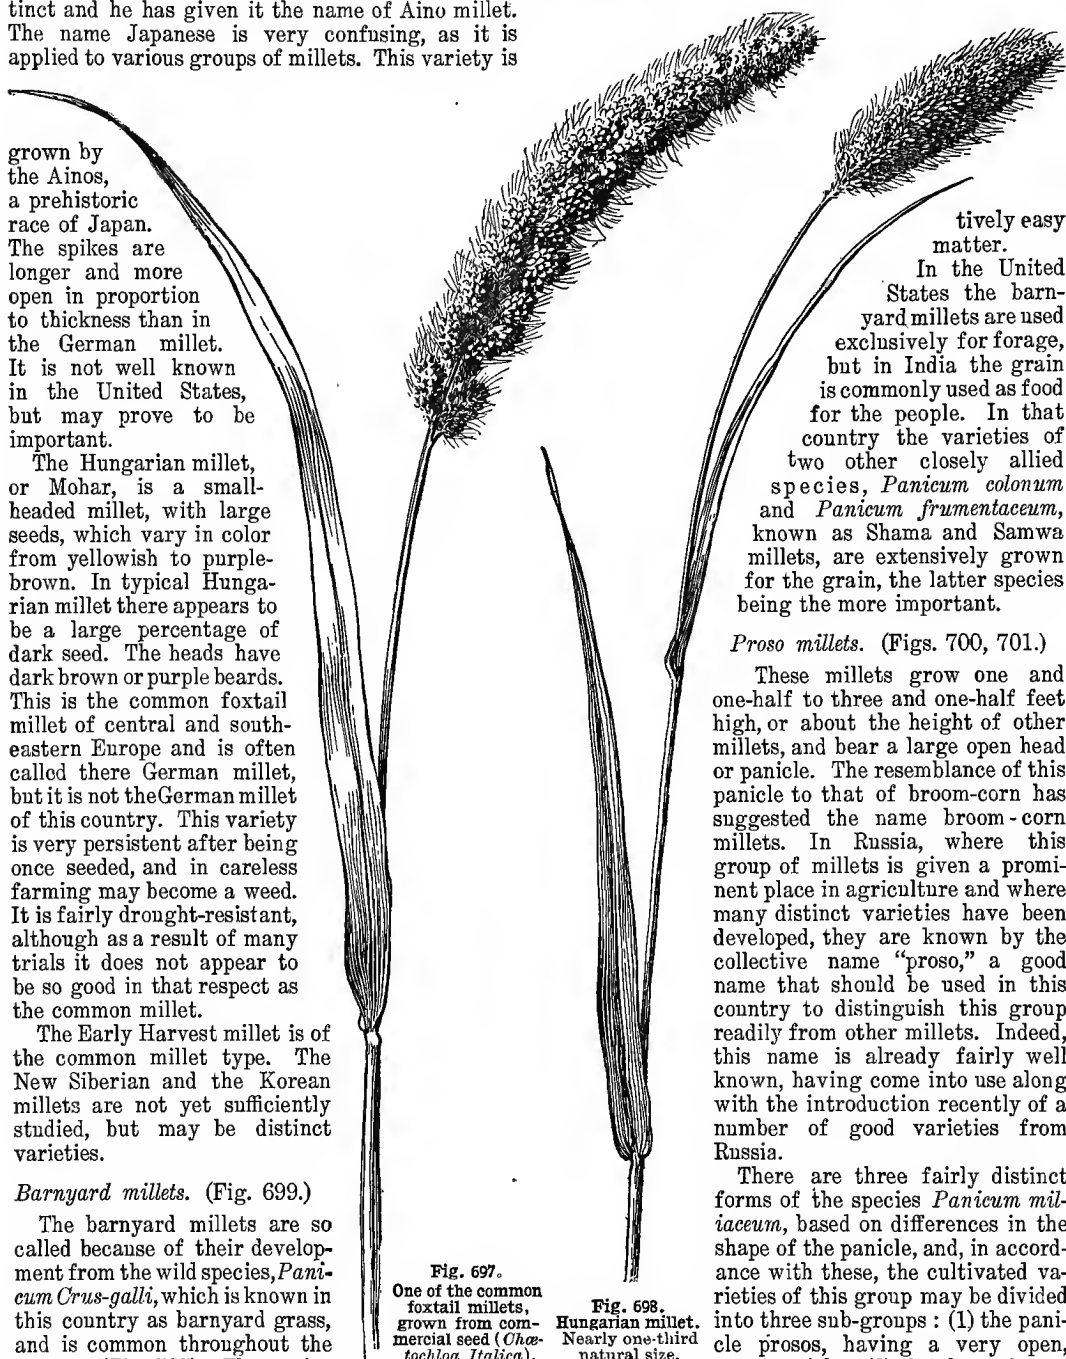 tinct and he has given it the name of Aino millet.
The name Japanese is very confusing, as it is
applied to various groups of millets. This variety is
grown by
the Ainos,
a prehistoric
race of Japan.
The spikes are
longer and more
open in proportion
to thickness than in
the German millet.
It is not well known
in the United States,
but may prove to be
important.
The Hungarian millet,
or Mohar, is a small-
headed millet, with large
seeds, which vary in color
from yellowish to purple-
brown. In typical Hunga-
rian millet there appears to
be a large percentage of
dark seed. The heads have
dark brown or purple beards.
This is the common foxtail
millet of central and south-
eastern Europe and is often
called there German millet,
but it is not the German millet
of this country. This variety
is very persistent after being
once seeded, and in careless
farming may become a weed.
It is fairly drought-resistant,
although as a result of many
trials it does not appear to
be so good in that respect as
the common millet.
The Early Harvest millet is of
the common millet type. The
New Siberian and the Korean
millets are not yet sufficiently
studied, but may be distinct
varieties.
Barnyard millets. (Fig. 699.)
The barnyard millets are so
called because of their develop-
ment from the wild species, Pani-
cum Crus-galli, which is known in
this country as barnyard grass,
and is common throughout the
Fig. 697.
One of the common
foxtail millets,
grown from com-
mercial seed (Chæ-
tochloa Italica).
Fig. 698.
Hungarian millet.
Nearly one-third
natural size.
tively easy
matter.
In the United
States the barn-
yard millets are used
exclusively for forage,
but in India the grain
is commonly used as food
for the people. In that
country the varieties of
two other closely allied
species, Panicum colonum
and Panicum frumentaceum,
known as Shama and Samwa
millets, are extensively grown
for the grain, the latter species
being the more important.
Proso millets. (Figs. 700, 701.)
These millets grow one and
one-half to three and one-half feet
high, or about the height of other
millets, and bear a large open head
or panicle. The resemblance of this
panicle to that of broom-corn has
suggested the name broom-corn
millets. In Russia, where this
group of millets is given a promi-
nent place in agriculture and where
many distinct varieties have been
developed, they are known by the
collective name “proso,” a good
name that should be used in this
country to distinguish this group
readily from other millets. Indeed,
this name is already fairly well
known, having come into use along
with the introduction recently of a
number of good varieties from
Russia.
There are three fairly distinct
forms of the species Panicum mil-
iaceum, based on differences in the
shape of the panicle, and, in accord-
ance with these, the cultivated va-
rieties of this group may be divided
into three sub-groups : (1) the pani-
cle prosos, having a very open,